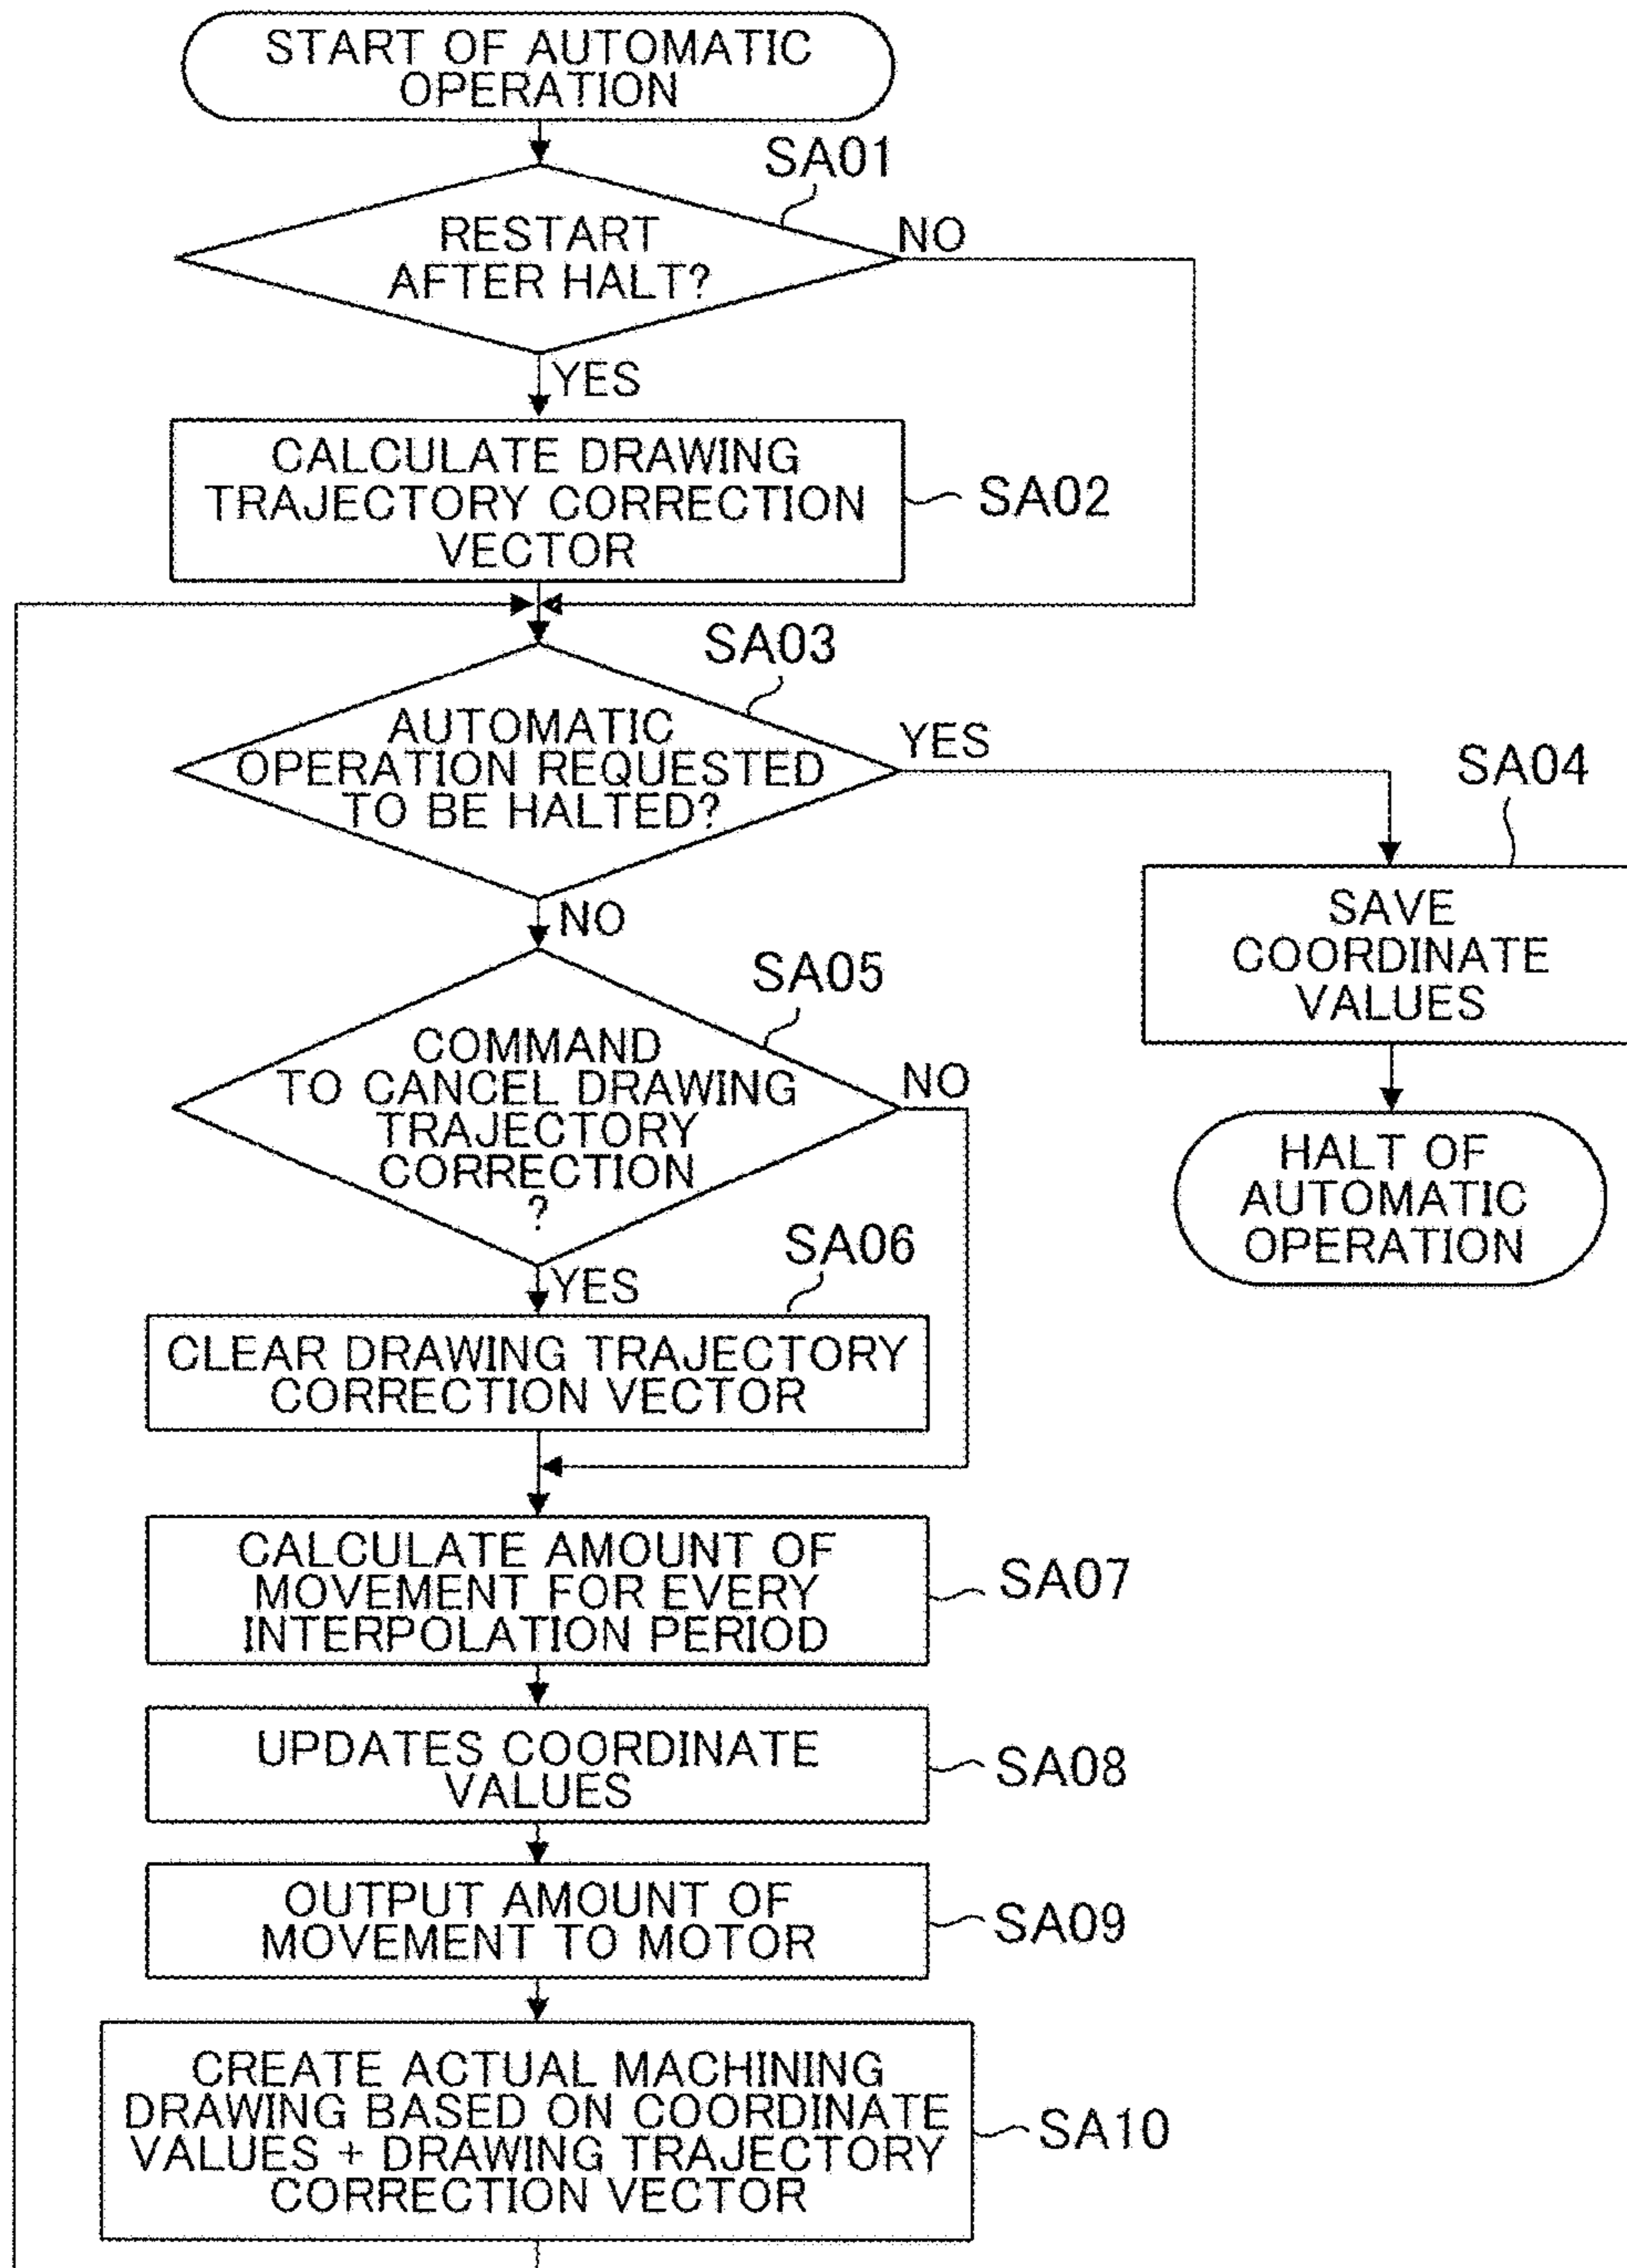 START OF AUTOMATIC
OPERATION
SA01
RESTART
AFTER HALT?
NO
YES
CALCULATE DRAWING
TRAJECTORY CORRECTION
VECTOR
SA02
SA03
AUTOMATIC
OPERATION REQUESTED
TO BE HALTED?
YES
SA04
SAVE
COORDINATE
VALUES
HALT OF
AUTOMATIC
OPERATION
NO
SA05
COMMAND
TO CANCEL DRAWING
TRAJECTORY
CORRECTION
?
NO
YES
SA06
CLEAR DRAWING TRAJECTORY
CORRECTION VECTOR
CALCULATE AMOUNT OF
MOVEMENT FOR EVERY
INTERPOLATION PERIOD
SA07
UPDATES COORDINATE
VALUES
SA08
OUTPUT AMOUNT OF
MOVEMENT TO MOTOR
SA09
CREATE ACTUAL MACHINING
DRAWING BASED ON COORDINATE
VALUES + DRAWING TRAJECTORY
CORRECTION VECTOR
SA10